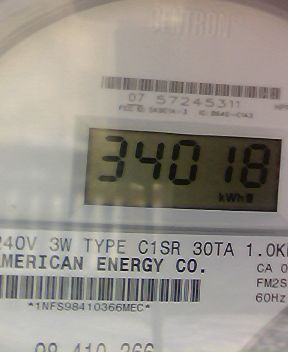 CENTRON
07 57245311
34018
kWh
240V 3W TYPE C1SR 30TA 1.0K
AMERICAN ENERGY CO.
CA 0
FM2S
60Hz
*1NFS98410366MEC*
98 410 366